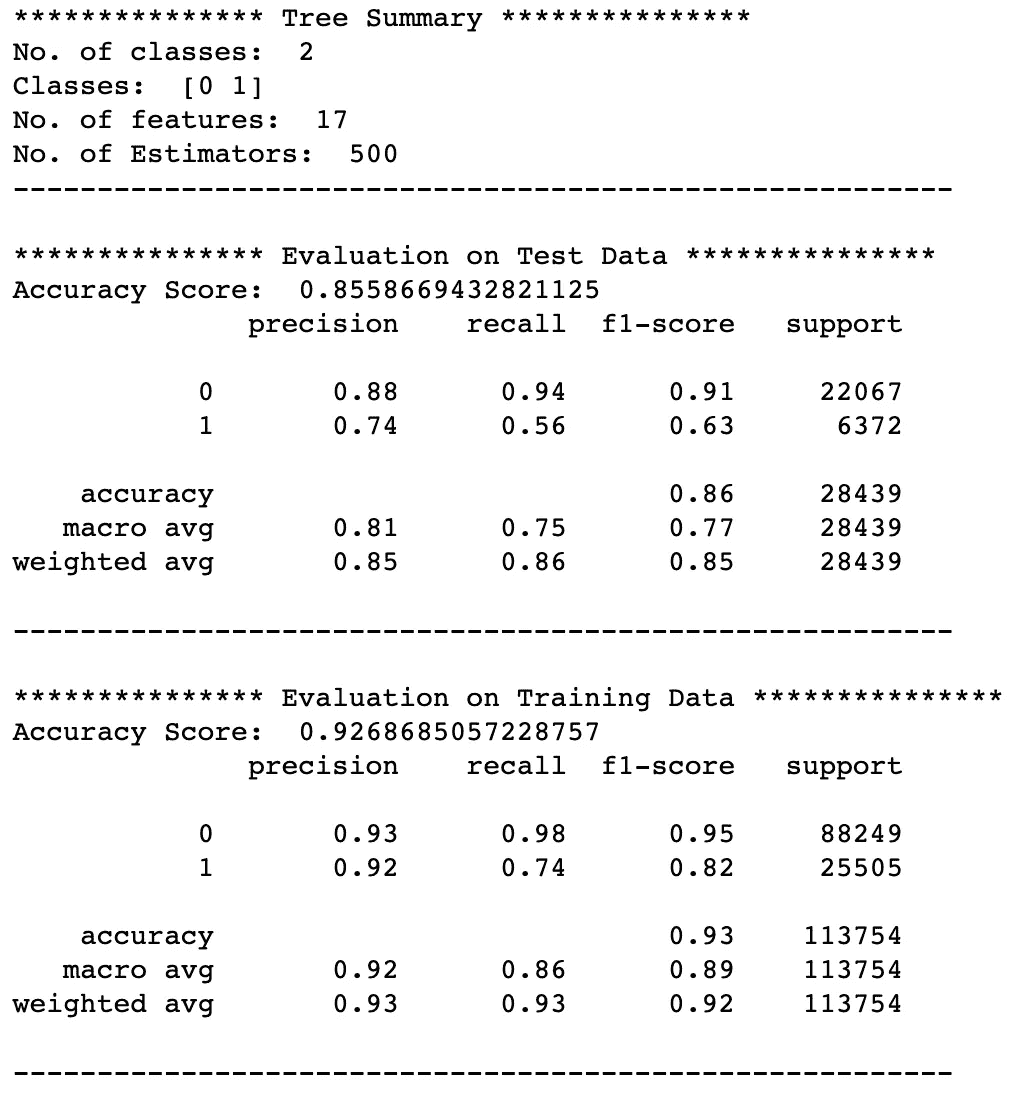 *************** Tree Summary ***************
No. of classes:  2
Classes:  [0 1]
No. of features:  17
No. of Estimators:  500
--------------------------------------------------------
*************** Evaluation on Test Data ***************
Accuracy Score:  0.8558669432821125
              precision    recall  f1-score   support
           0       0.88      0.94      0.91     22067
           1       0.74      0.56      0.63      6372
    accuracy                           0.86     28439
   macro avg       0.81      0.75      0.77     28439
weighted avg       0.85      0.86      0.85     28439
--------------------------------------------------------
*************** Evaluation on Training Data ***************
Accuracy Score:  0.9268685057228757
              precision    recall  f1-score   support
           0       0.93      0.98      0.95     88249
           1       0.92      0.74      0.82     25505
    accuracy                           0.93    113754
   macro avg       0.92      0.86      0.89    113754
weighted avg       0.93      0.93      0.92    113754
--------------------------------------------------------